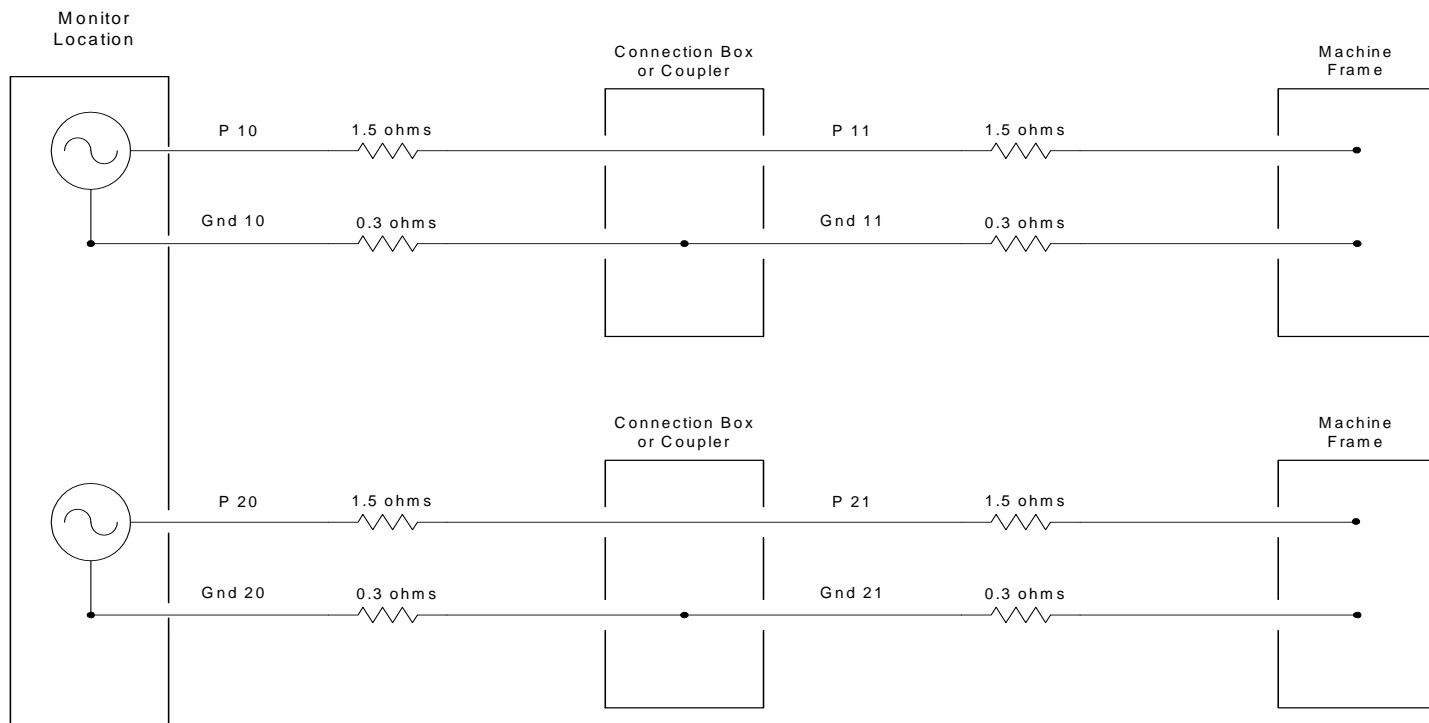 Monitor
Location
Connection Box
or Coupler
Machine
Frame
P 10
1.5 ohms
P 11
1.5 ohms
Gnd 10
0.3 ohms
Gnd 11
0.3 ohms
Connection Box
or Coupler
Machine
Frame
P 20
1.5 ohms
P 21
1.5 ohms
Gnd 20
0.3 ohms
Gnd 21
0.3 ohms